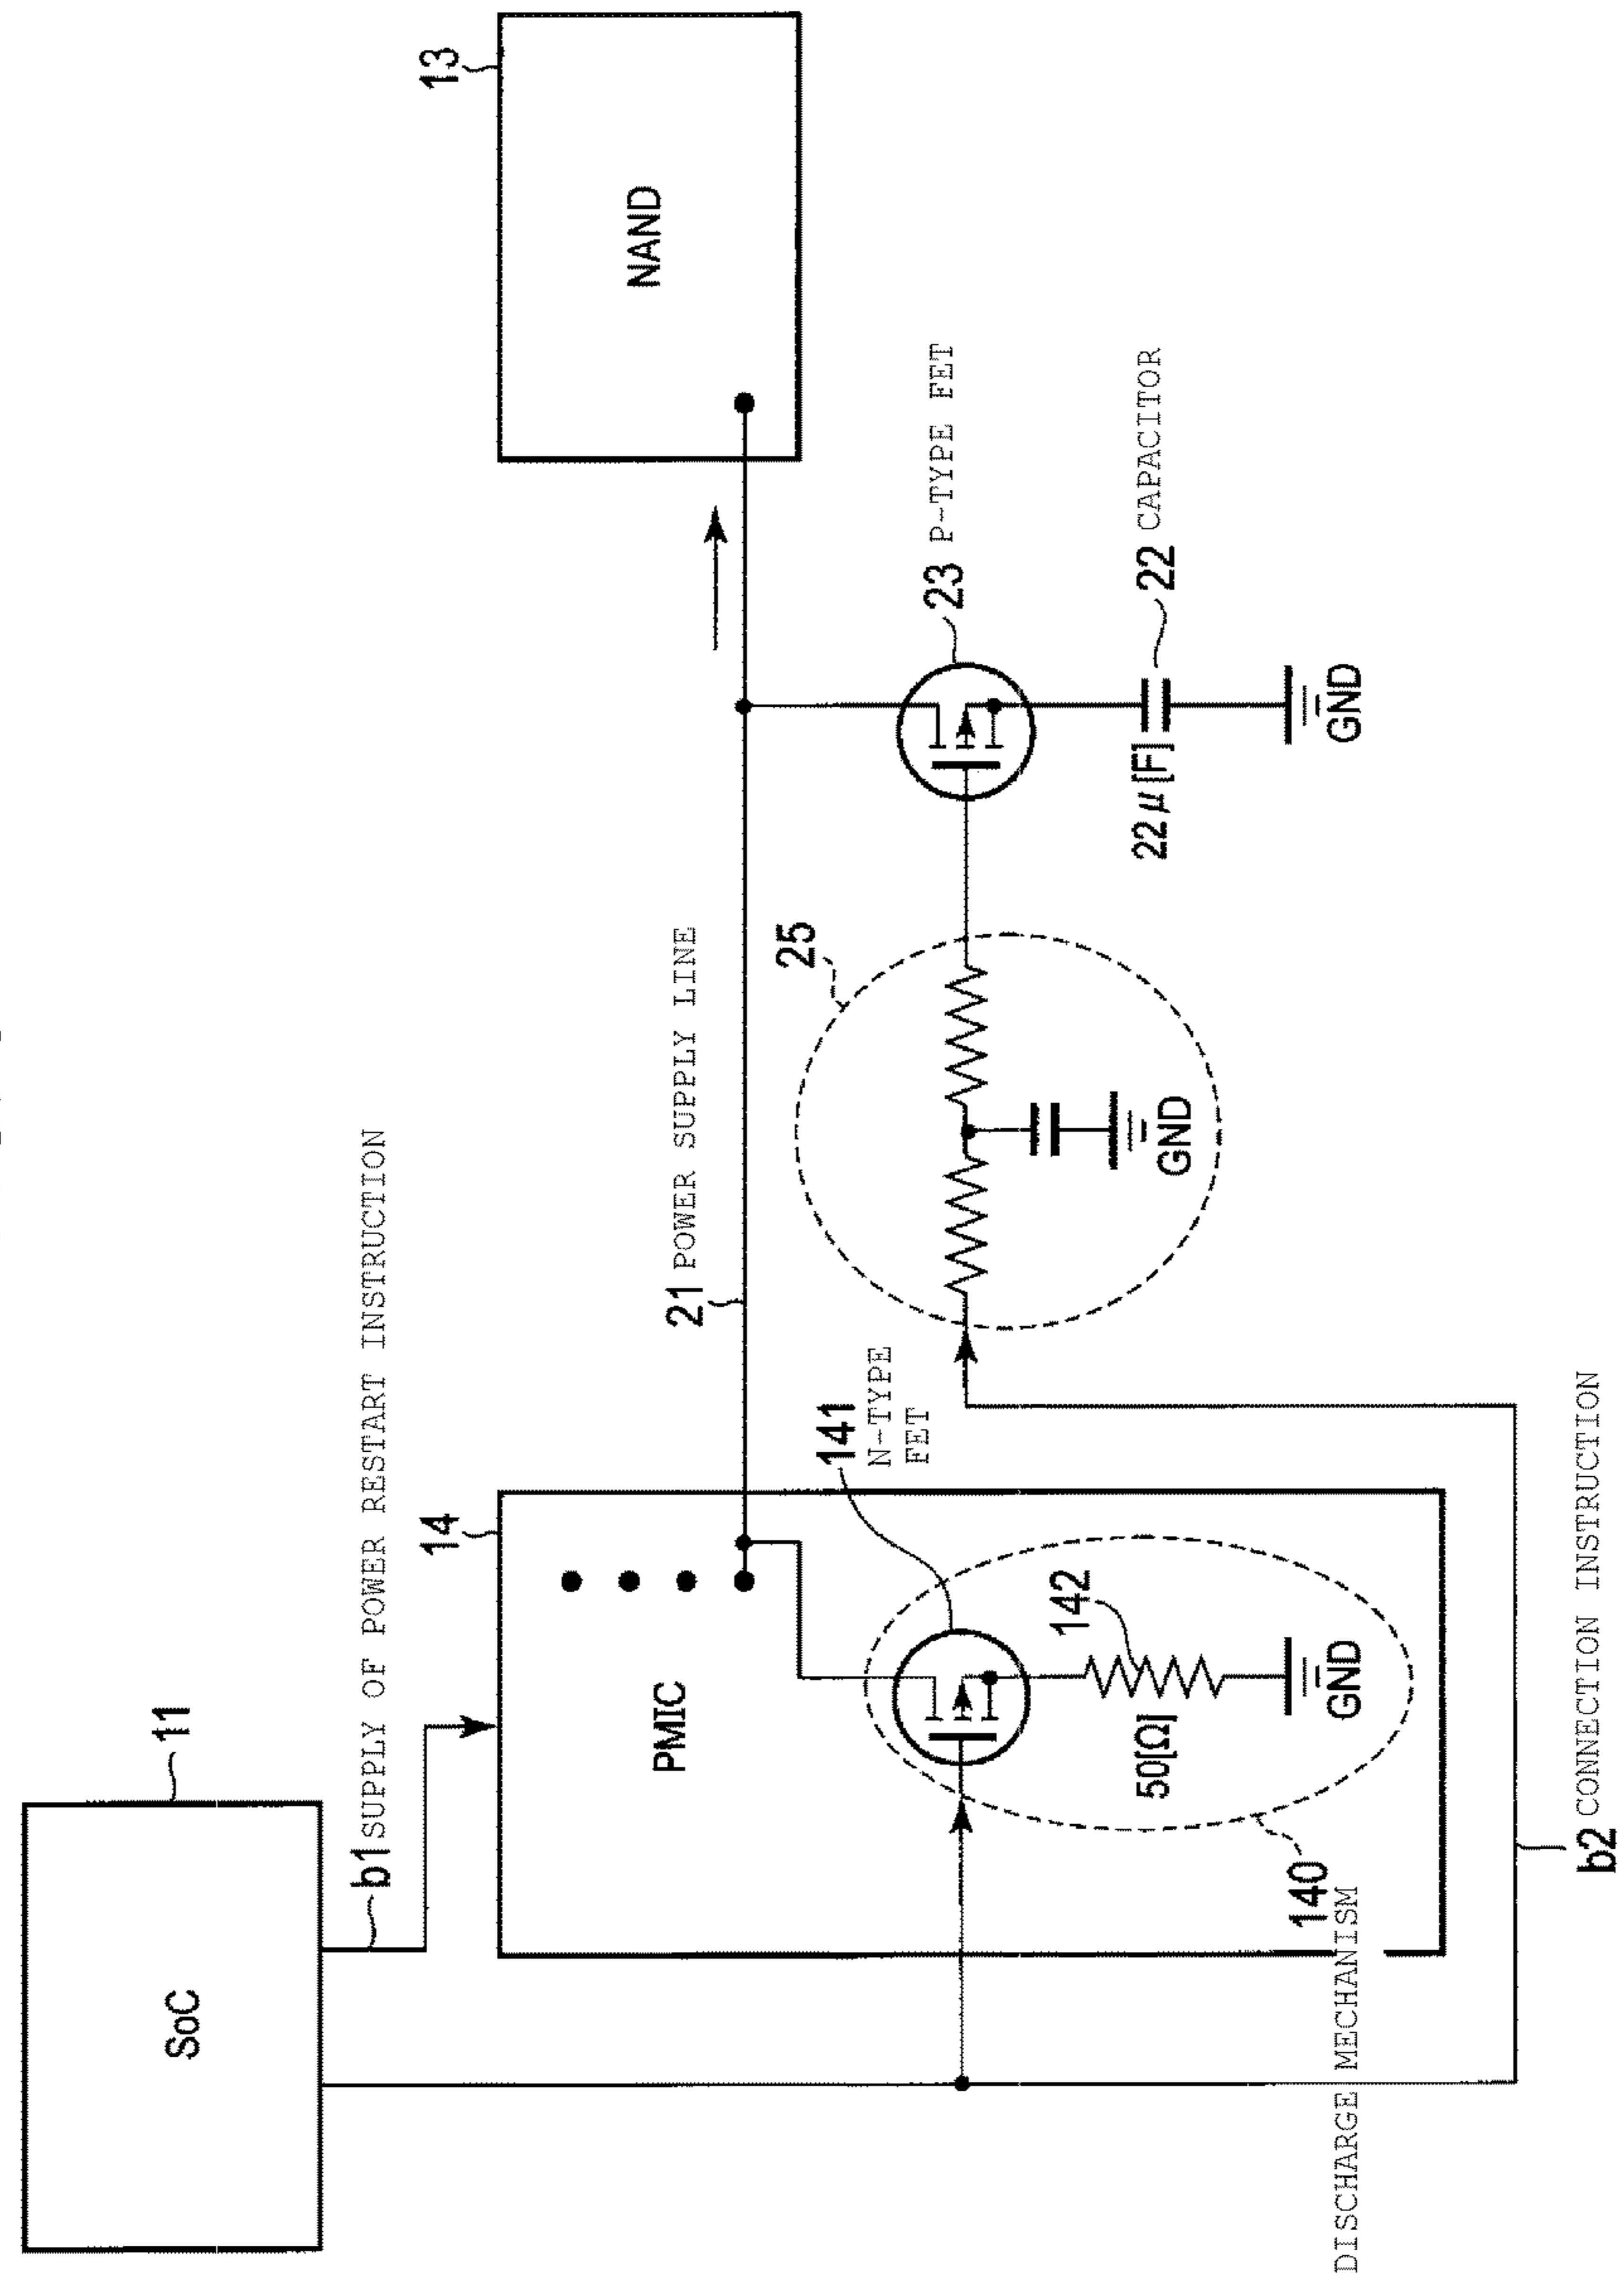 SoC
11
b1 SUPPLY OF POWER RESTART INSTRUCTION
14
PMIC
21 POWER SUPPLY LINE
13
NAND
141
N-TYPE
FET
142
50[Ω]
GND
140
DISCHARGE MECHANISM
25
GND
23 P-TYPE FET
22 CAPACITOR
22μ[F]
GND
b2 CONNECTION INSTRUCTION